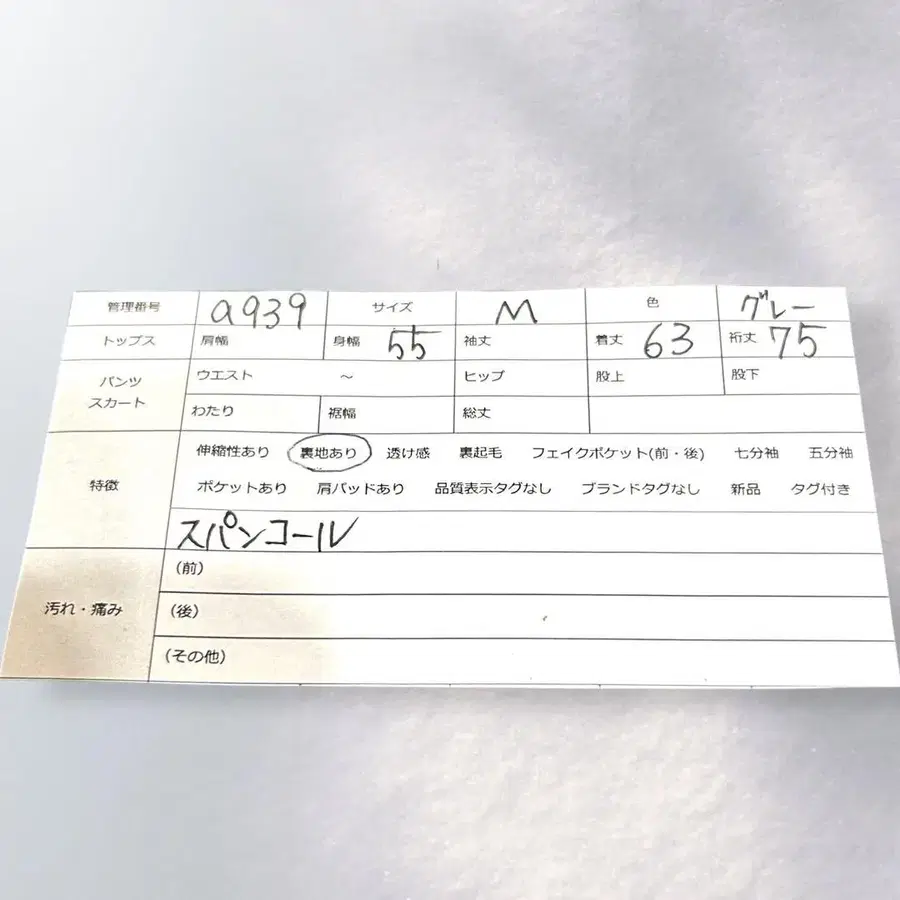 管理番号 a939 サイズ M 色 グレー
トップス 肩幅 身幅 55 袖丈 着丈 63 裄丈 75
パンツ スカート ウエスト ～ ヒップ 股上 股下
わたり 裾幅 総丈
特徴 伸縮性あり 裏地あり 透け感 裏起毛 フェイクポケット(前・後) 七分袖 五分袖
ポケットあり 肩パッドあり 品質表示タグなし ブランドタグなし 新品 タグ付き
スパンコール
汚れ・痛み (前)
(後)
(その他)